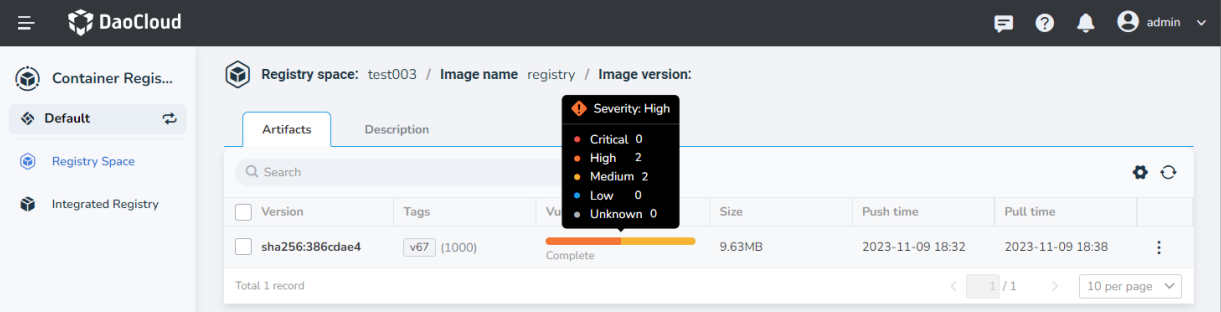 DaoCloud
admin
Container Regis...
Default
Registry Space
Integrated Registry
Registry space: test003 / Image name registry / Image version:
Artifacts Description
Severity: High
Critical 0
High 2
Medium 2
Low 0
Unknown 0
Search
Version Tags Vu Size Push time Pull time
sha256:386cdae4 v67 (1000) 9.63MB 2023-11-09 18:32 2023-11-09 18:38
Complete
Total 1 record 1 / 1 10 per page